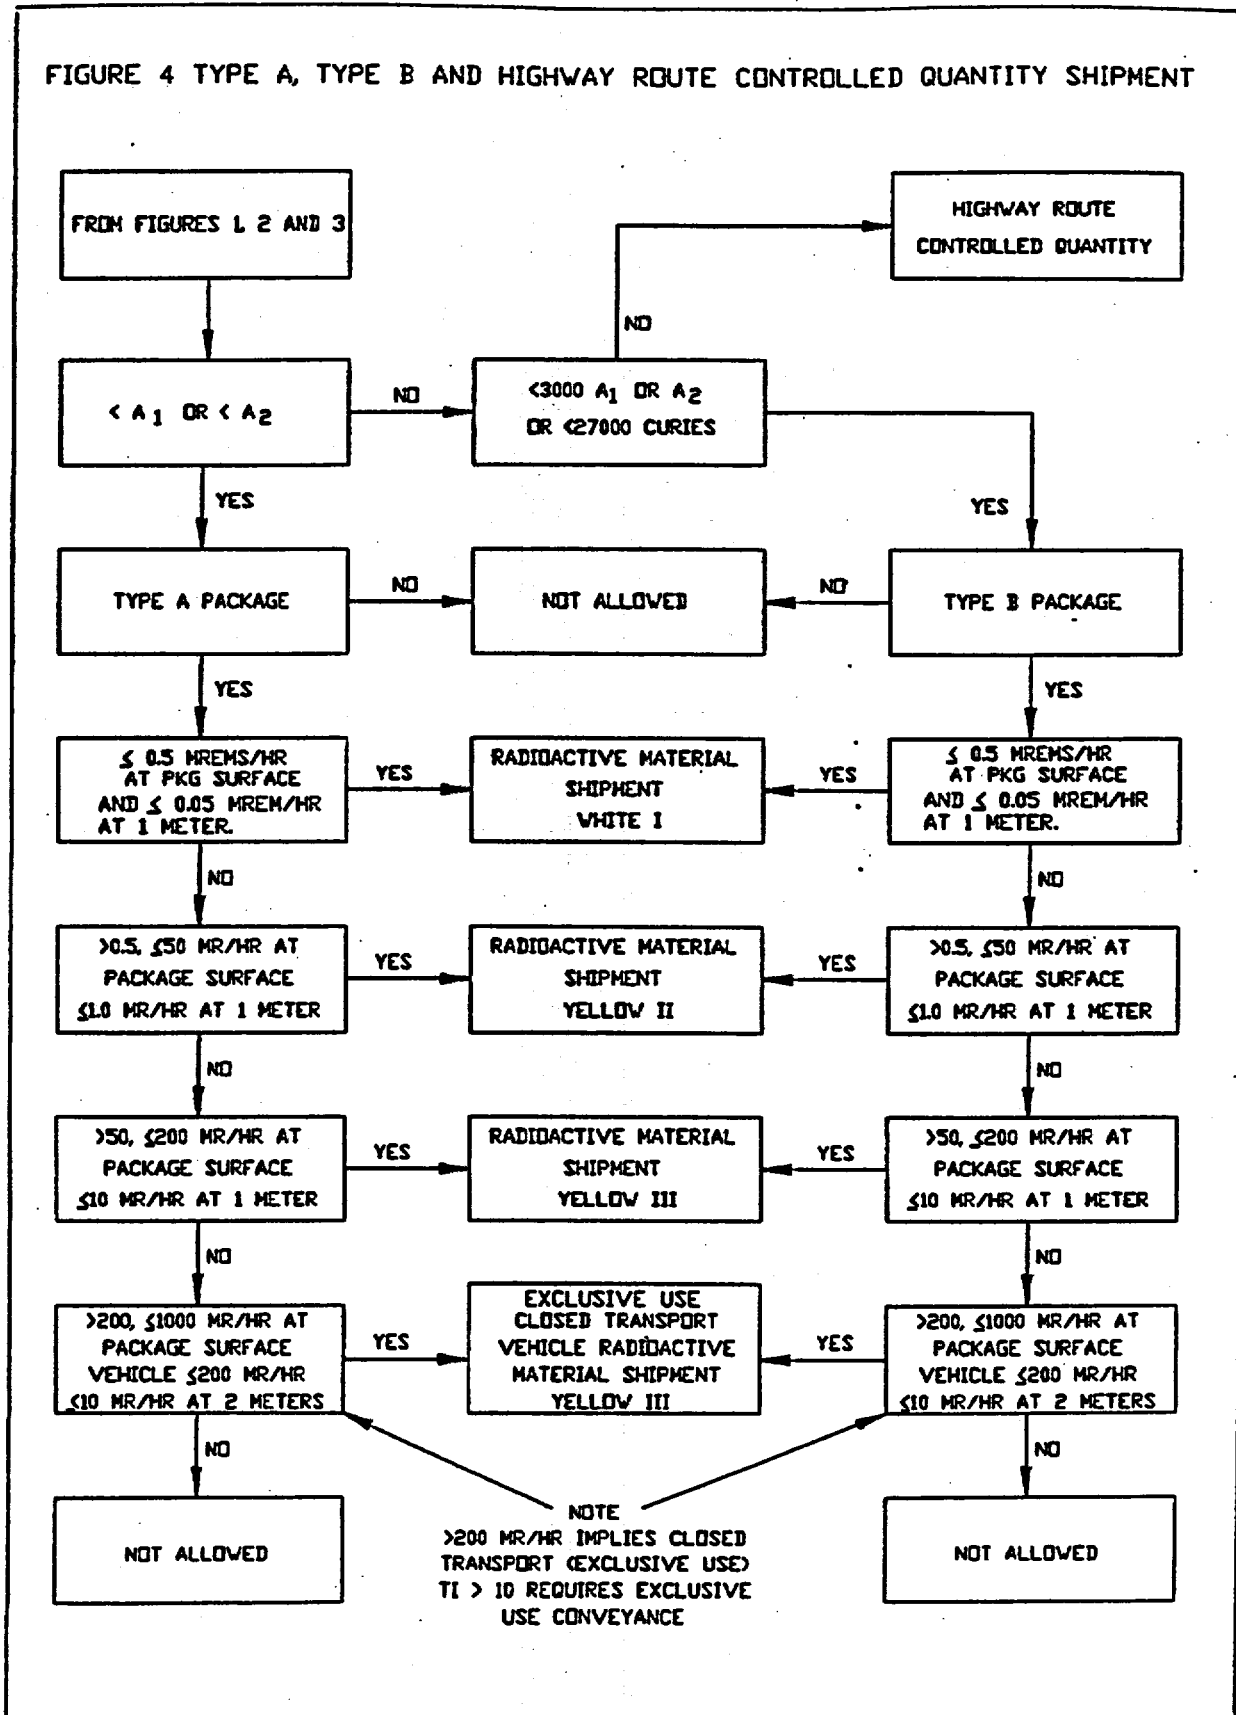 FIGURE 4 TYPE A, TYPE B AND HIGHWAY ROUTE CONTROLLED QUANTITY SHIPMENT
FROM FIGURES 1, 2 AND 3
HIGHWAY ROUTE
CONTROLLED QUANTITY
NO
< A1 OR < A2
NO
<3000 A1 OR A2
OR <27000 CURIES
YES
YES
TYPE A PACKAGE
NO
NOT ALLOWED
NO
TYPE B PACKAGE
YES
YES
≤ 0.5 MREMS/HR
AT PKG SURFACE
AND ≤ 0.05 MREM/HR
AT 1 METER.
YES
RADIOACTIVE MATERIAL
SHIPMENT
WHITE I
YES
≤ 0.5 MREMS/HR
AT PKG SURFACE
AND ≤ 0.05 MREM/HR
AT 1 METER.
NO
NO
>0.5, ≤50 MR/HR AT
PACKAGE SURFACE
≤1.0 MR/HR AT 1 METER
YES
RADIOACTIVE MATERIAL
SHIPMENT
YELLOW II
YES
>0.5, ≤50 MR/HR AT
PACKAGE SURFACE
≤1.0 MR/HR AT 1 METER
NO
NO
>50, ≤200 MR/HR AT
PACKAGE SURFACE
≤10 MR/HR AT 1 METER
YES
RADIOACTIVE MATERIAL
SHIPMENT
YELLOW III
YES
>50, ≤200 MR/HR AT
PACKAGE SURFACE
≤10 MR/HR AT 1 METER
NO
NO
>200, ≤1000 MR/HR AT
PACKAGE SURFACE
VEHICLE ≤200 MR/HR
≤10 MR/HR AT 2 METERS
YES
EXCLUSIVE USE
CLOSED TRANSPORT
VEHICLE RADIOACTIVE
MATERIAL SHIPMENT
YELLOW III
YES
>200, ≤1000 MR/HR AT
PACKAGE SURFACE
VEHICLE ≤200 MR/HR
≤10 MR/HR AT 2 METERS
NO
NO
NOT ALLOWED
NOTE
>200 MR/HR IMPLIES CLOSED
TRANSPORT (EXCLUSIVE USE)
TI > 10 REQUIRES EXCLUSIVE
USE CONVEYANCE
NOT ALLOWED